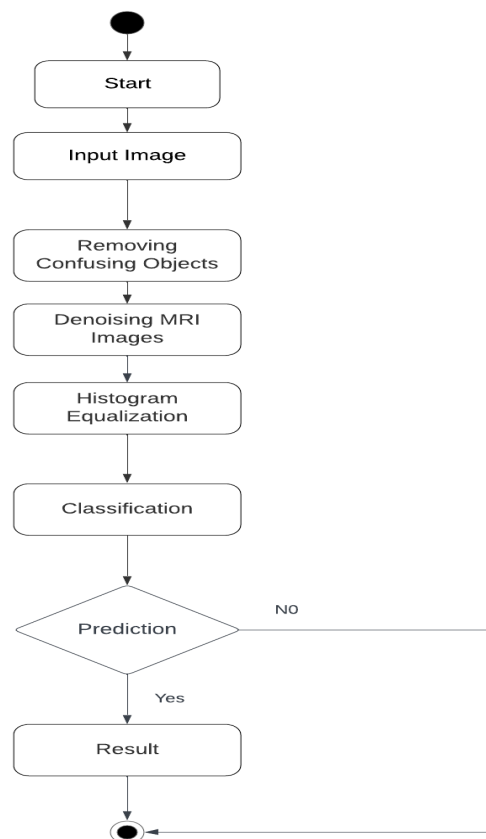 Start
Input Image
Removing
Confusing Objects
Denoising MRI
Images
Histogram
Equalization
Classification
N0
Prediction
Yes
Result